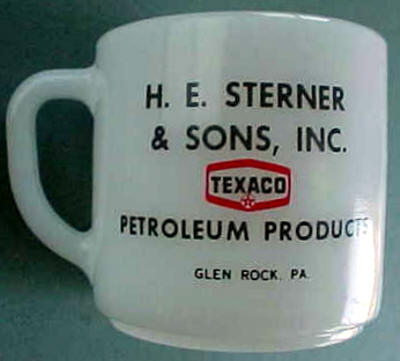 H. E. STERNER
& SONS, INC.
TEXACO
PETROLEUM PRODUCTS
GLEN ROCK, PA.